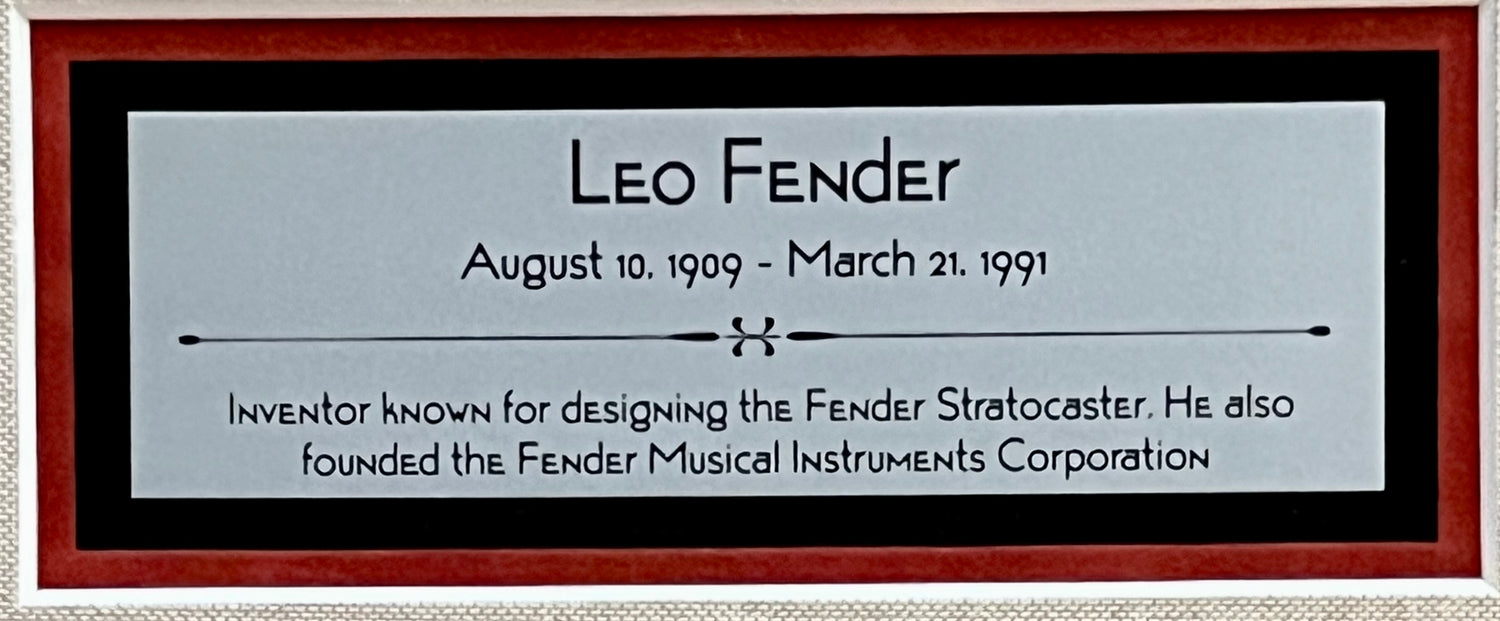 Leo Fender
August 10, 1909 - March 21, 1991
Inventor known for designing the Fender Stratocaster. He also
founded the Fender Musical Instruments Corporation